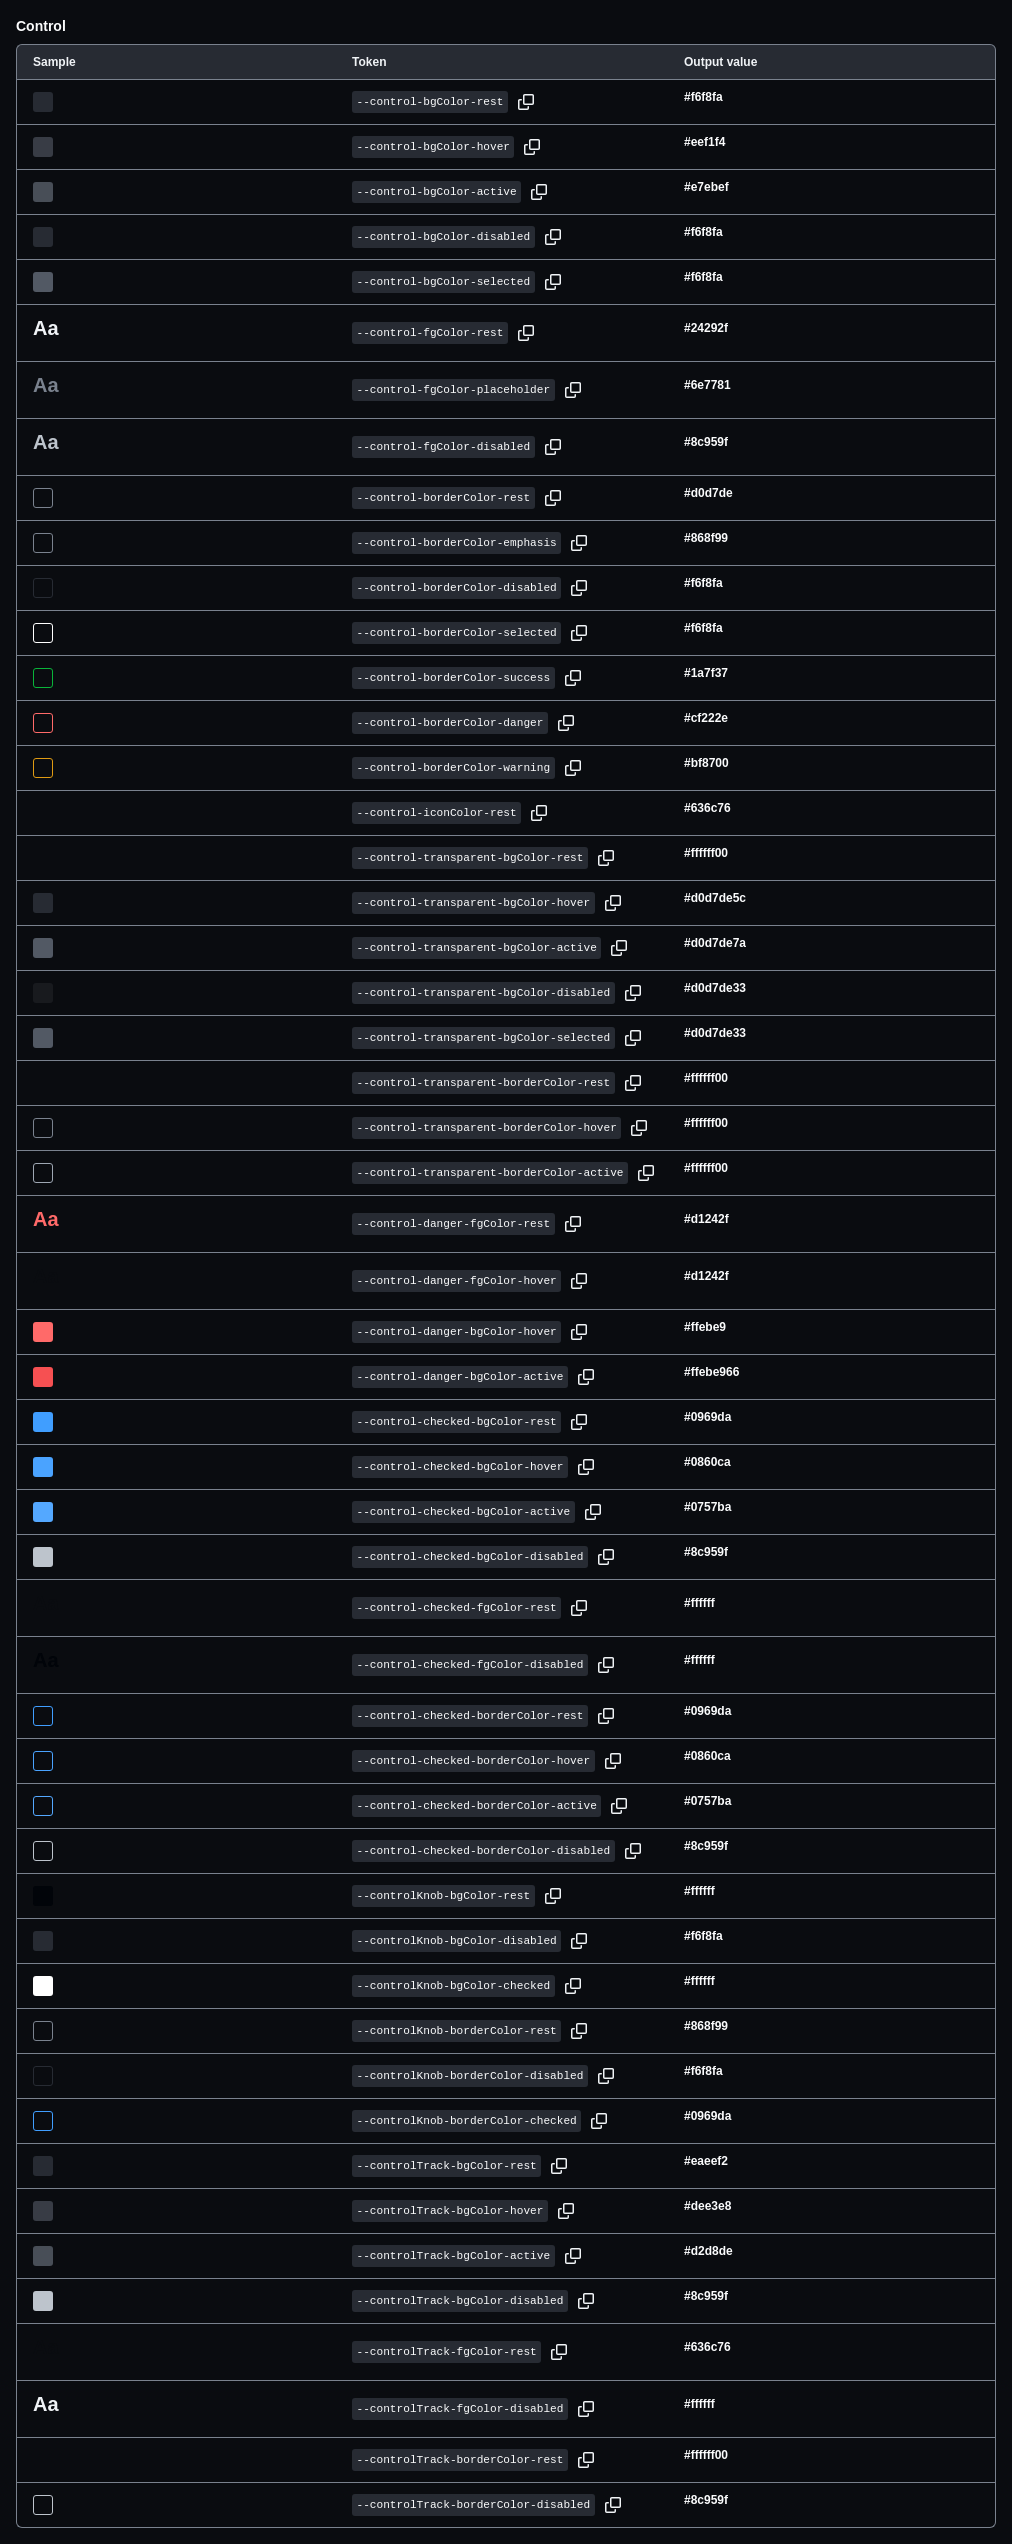 Control
Sample Token Output value
--control-bgColor-rest #f6f8fa
--control-bgColor-hover #eef1f4
--control-bgColor-active #e7ebef
--control-bgColor-disabled #f6f8fa
--control-bgColor-selected #f6f8fa
Aa --control-fgColor-rest #24292f
Aa --control-fgColor-placeholder #6e7781
Aa --control-fgColor-disabled #8c959f
--control-borderColor-rest #d0d7de
--control-borderColor-emphasis #868f99
--control-borderColor-disabled #f6f8fa
--control-borderColor-selected #f6f8fa
--control-borderColor-success #1a7f37
--control-borderColor-danger #cf222e
--control-borderColor-warning #bf8700
--control-iconColor-rest #636c76
--control-transparent-bgColor-rest #ffffff00
--control-transparent-bgColor-hover #d0d7de5c
--control-transparent-bgColor-active #d0d7de7a
--control-transparent-bgColor-disabled #d0d7de33
--control-transparent-bgColor-selected #d0d7de33
--control-transparent-borderColor-rest #ffffff00
--control-transparent-borderColor-hover #ffffff00
--control-transparent-borderColor-active #ffffff00
Aa --control-danger-fgColor-rest #d1242f
--control-danger-fgColor-hover #d1242f
--control-danger-bgColor-hover #ffebe9
--control-danger-bgColor-active #ffebe966
--control-checked-bgColor-rest #0969da
--control-checked-bgColor-hover #0860ca
--control-checked-bgColor-active #0757ba
--control-checked-bgColor-disabled #8c959f
--control-checked-fgColor-rest #ffffff
Aa --control-checked-fgColor-disabled #ffffff
--control-checked-borderColor-rest #0969da
--control-checked-borderColor-hover #0860ca
--control-checked-borderColor-active #0757ba
--control-checked-borderColor-disabled #8c959f
--controlKnob-bgColor-rest #ffffff
--controlKnob-bgColor-disabled #f6f8fa
--controlKnob-bgColor-checked #ffffff
--controlKnob-borderColor-rest #868f99
--controlKnob-borderColor-disabled #f6f8fa
--controlKnob-borderColor-checked #0969da
--controlTrack-bgColor-rest #eaeef2
--controlTrack-bgColor-hover #dee3e8
--controlTrack-bgColor-active #d2d8de
--controlTrack-bgColor-disabled #8c959f
--controlTrack-fgColor-rest #636c76
Aa --controlTrack-fgColor-disabled #ffffff
--controlTrack-borderColor-rest #ffffff00
--controlTrack-borderColor-disabled #8c959f